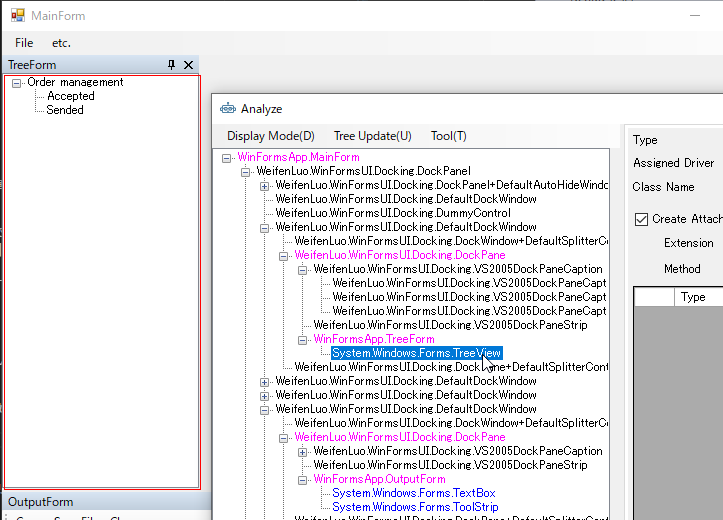 MainForm
File etc.
TreeForm
Order management
Accepted
Sended
OutputForm
Analyze
Display Mode(D) Tree Update(U) Tool(T)
WinFormsApp.MainForm
WeifenLuo.WinFormsUI.Docking.DockPanel
WeifenLuo.WinFormsUI.Docking.DockPanel+DefaultAutoHideWindo
WeifenLuo.WinFormsUI.Docking.DefaultDockWindow
WeifenLuo.WinFormsUI.Docking.DummyControl
WeifenLuo.WinFormsUI.Docking.DefaultDockWindow
WeifenLuo.WinFormsUI.Docking.DockWindow+DefaultSplitterCo
WeifenLuo.WinFormsUI.Docking.DockPane
WeifenLuo.WinFormsUI.Docking.VS2005DockPaneCaption
WeifenLuo.WinFormsUI.Docking.VS2005DockPaneCapt
WeifenLuo.WinFormsUI.Docking.VS2005DockPaneCapt
WeifenLuo.WinFormsUI.Docking.VS2005DockPaneCapt
WeifenLuo.WinFormsUI.Docking.VS2005DockPaneStrip
WinFormsApp.TreeForm
System.Windows.Forms.TreeView
WeifenLuo.WinFormsUI.Docking.DockPane+DefaultSplitterCont
WeifenLuo.WinFormsUI.Docking.DefaultDockWindow
WeifenLuo.WinFormsUI.Docking.DefaultDockWindow
WeifenLuo.WinFormsUI.Docking.DefaultDockWindow
WeifenLuo.WinFormsUI.Docking.DockWindow+DefaultSplitterCo
WeifenLuo.WinFormsUI.Docking.DockPane
WeifenLuo.WinFormsUI.Docking.VS2005DockPaneCaption
WeifenLuo.WinFormsUI.Docking.VS2005DockPaneStrip
WinFormsApp.OutputForm
System.Windows.Forms.TextBox
System.Windows.Forms.ToolStrip
Type
Assigned Driver
Class Name
Create Attach
Extension
Method
Type